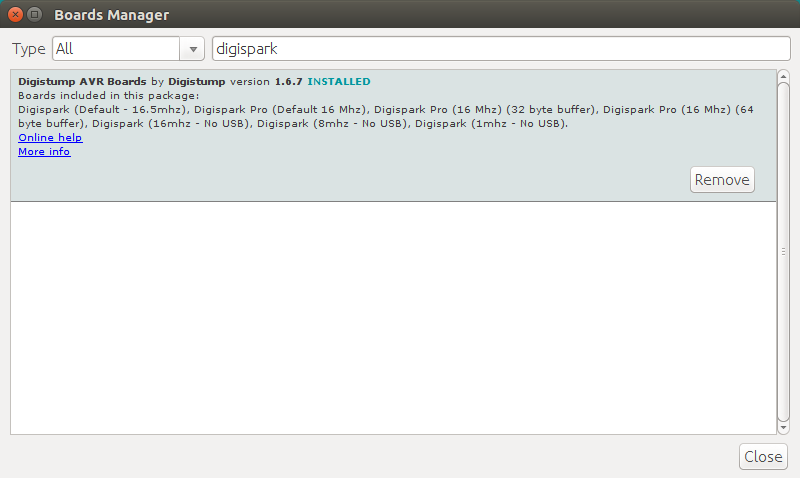 Boards Manager
Type All digispark
Digistump AVR Boards by Digistump version 1.6.7 INSTALLED
Boards included in this package:
Digispark (Default - 16.5mhz), Digispark Pro (Default 16 Mhz), Digispark Pro (16 Mhz) (32 byte buffer), Digispark Pro (16 Mhz) (64
byte buffer), Digispark (16mhz - No USB), Digispark (8mhz - No USB), Digispark (1mhz - No USB).
Online help
More info
Remove
Close